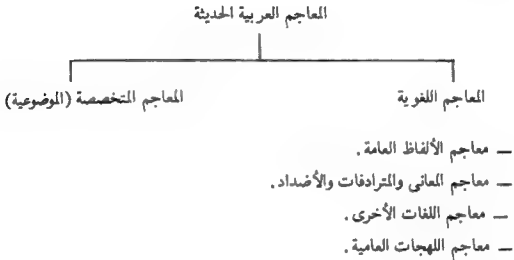 المعاجم العربية الحديثة
المعاجم اللغوية
المعاجم المتخصصة (الموضوعية)
— معاجم الألفاظ العامة .
— معاجم المعانى والمترادفات والأضداد .
— معاجم اللغات الأخرى .
— معاجم اللهجات العامية .